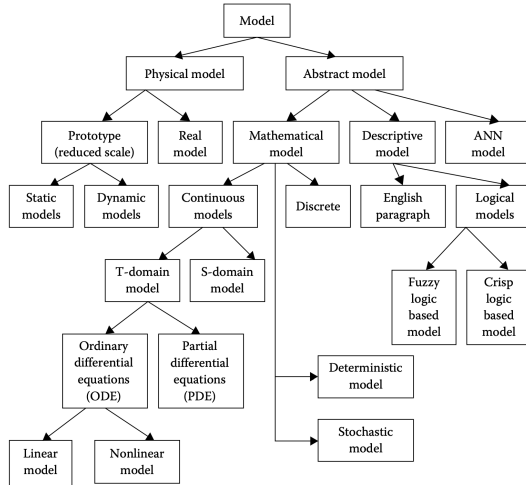 Model
Physical model
Abstract model
Prototype
(reduced scale)
Real
model
Mathematical
model
Descriptive
model
ANN
model
Static
models
Dynamic
models
Continuous
models
Discrete
English
paragraph
Logical
models
T-domain
model
S-domain
model
Fuzzy
logic
based
model
Crisp
logic
based
model
Ordinary
differential
equations
(ODE)
Partial
differential
equations
(PDE)
Deterministic
model
Stochastic
model
Linear
model
Nonlinear
model